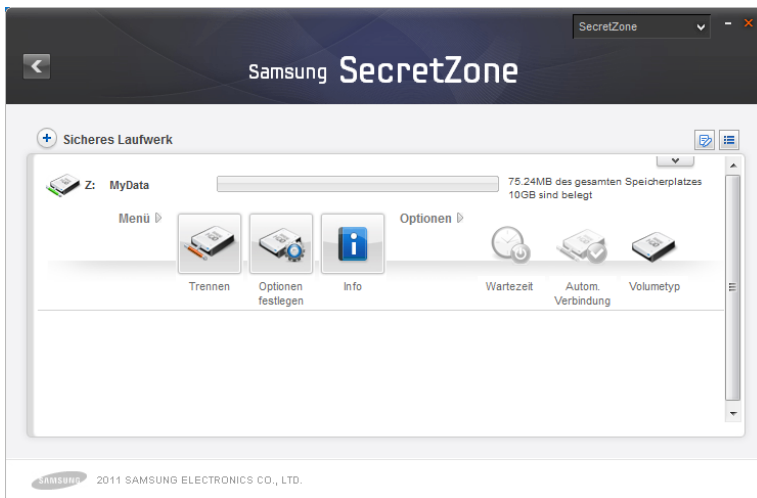 SecretZone
Samsung SecretZone
Sicheres Laufwerk
Z: MyData
75.24MB des gesamten Speicherplatzes
10GB sind belegt
Menü
Optionen
Trennen
Optionen
festlegen
Info
Wartezeit
Autom.
Verbindung
Volumetyp
SAMSUNG
2011 SAMSUNG ELECTRONICS CO., LTD.